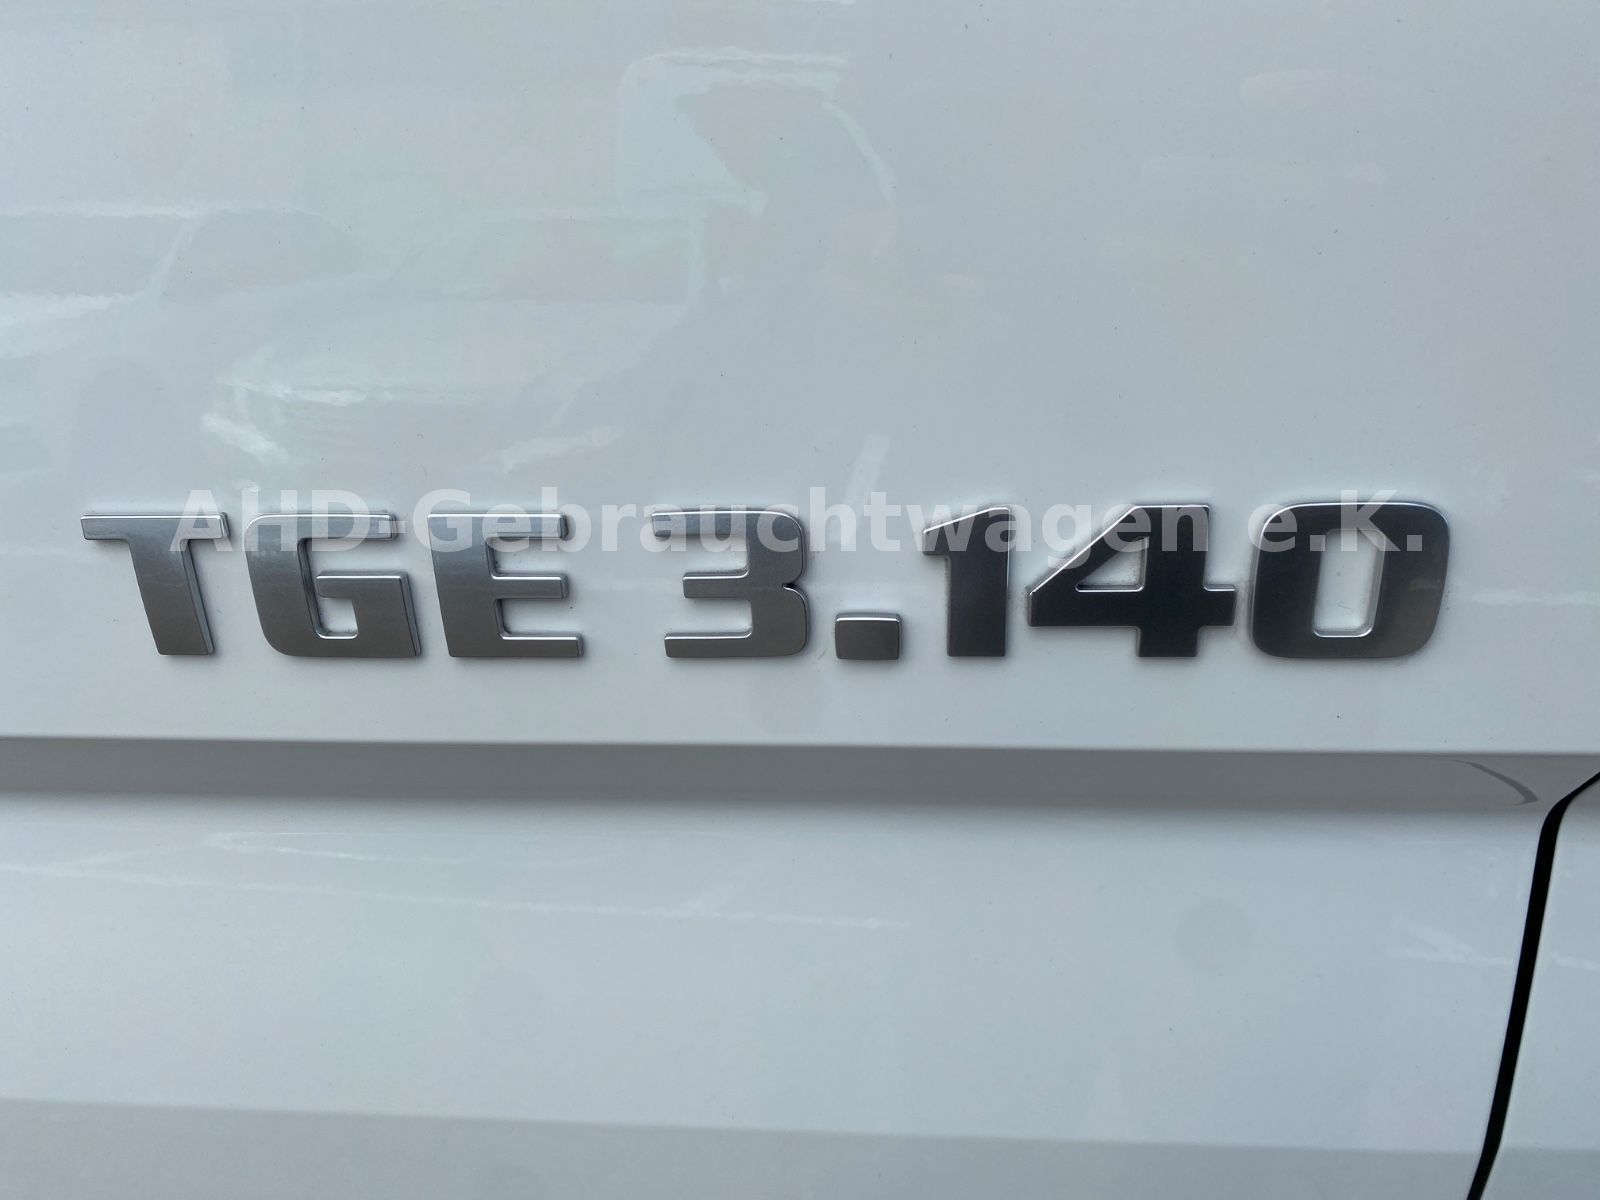 TGE 3.140
AHD-Gebrauchtwagen e.K.